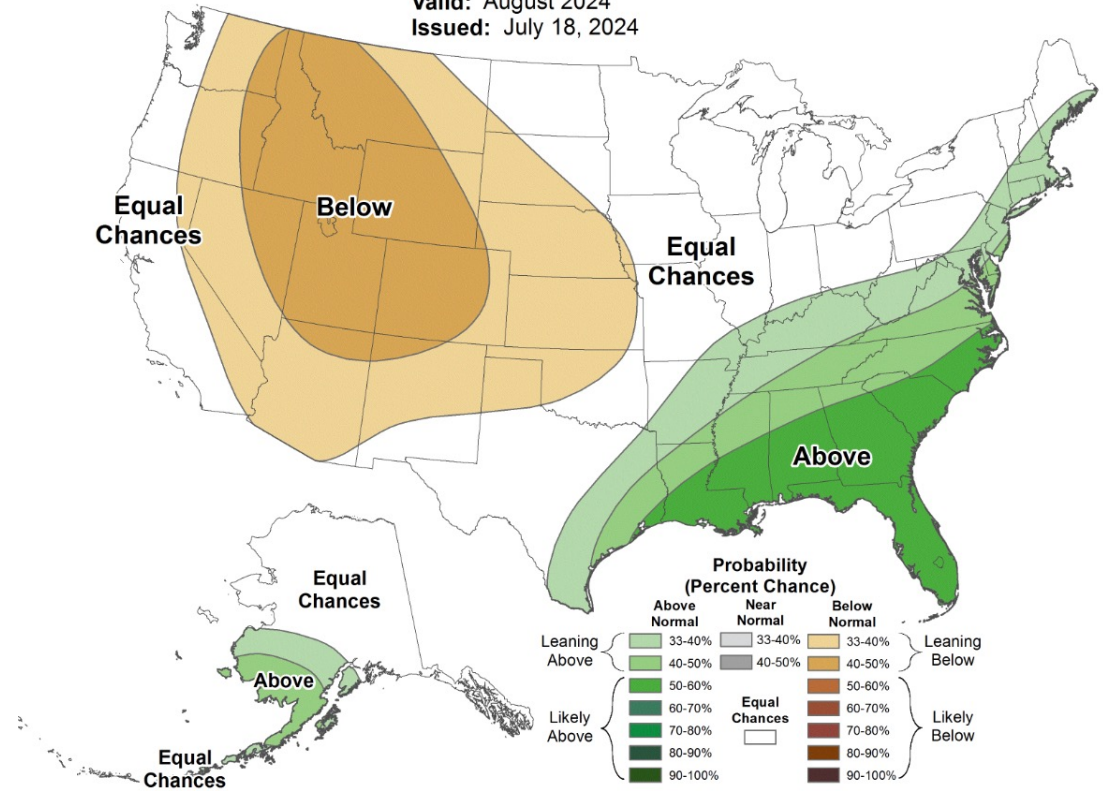 Valid: August 2024
Issued: July 18, 2024
Equal
Chances
Below
Equal
Chances
Above
Equal
Chances
Above
Equal
Chances
Probability
(Percent Chance)
Above
Normal
Near
Normal
Below
Normal
Leaning
Above
33-40%
40-50%
33-40%
40-50%
33-40%
40-50%
Leaning
Below
Likely
Above
50-60%
60-70%
70-80%
80-90%
90-100%
Equal
Chances
50-60%
60-70%
70-80%
80-90%
90-100%
Likely
Below